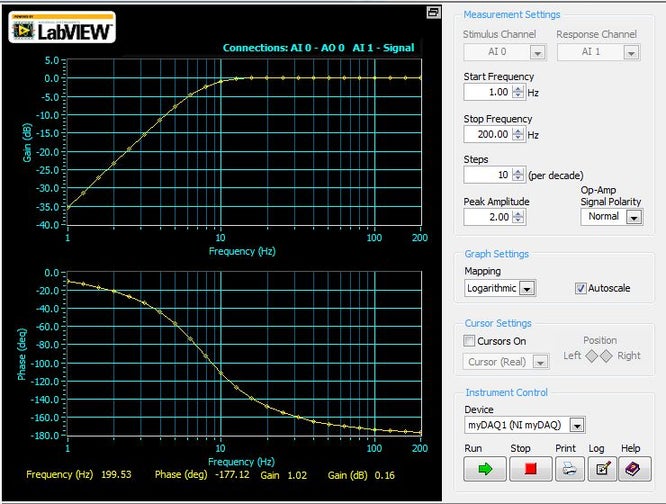 POWERED BY
LabVIEW
Connections: AI 0 - AO 0 AI 1 - Signal
5.0
0.0
-5.0
-10.0
-15.0
-20.0
-25.0
-30.0
-35.0
-40.0
Gain (dB)
1 10 100 200
Frequency (Hz)
0.0
-20.0
-40.0
-60.0
-80.0
-100.0
-120.0
-140.0
-160.0
-180.0
Phase (deg)
1 10 100 200
Frequency (Hz)
Frequency (Hz) 199.53 Phase (deg) -177.12 Gain 1.02 Gain (dB) 0.16
Measurement Settings
Stimulus Channel Response Channel
AI 0 AI 1
Start Frequency
1.00 Hz
Stop Frequency
200.00 Hz
Steps
10 (per decade)
Peak Amplitude
2.00
Op-Amp
Signal Polarity
Normal
Graph Settings
Mapping
Logarithmic Autoscale
Cursor Settings
Cursors On Position
Cursor (Real) Left Right
Instrument Control
Device
myDAQ1 (NI myDAQ)
Run Stop Print Log Help